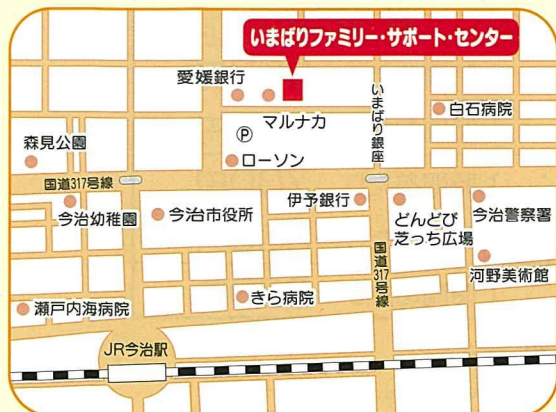 いまばりファミリー・サポート・センター
愛媛銀行
マルナカ
いまばり銀座
白石病院
Ⓟ
ローソン
森見公園
国道317号線
今治幼稚園
今治市役所
伊予銀行
どんどび
芝っち広場
今治警察署
国道317号線
河野美術館
瀬戸内海病院
きら病院
JR今治駅